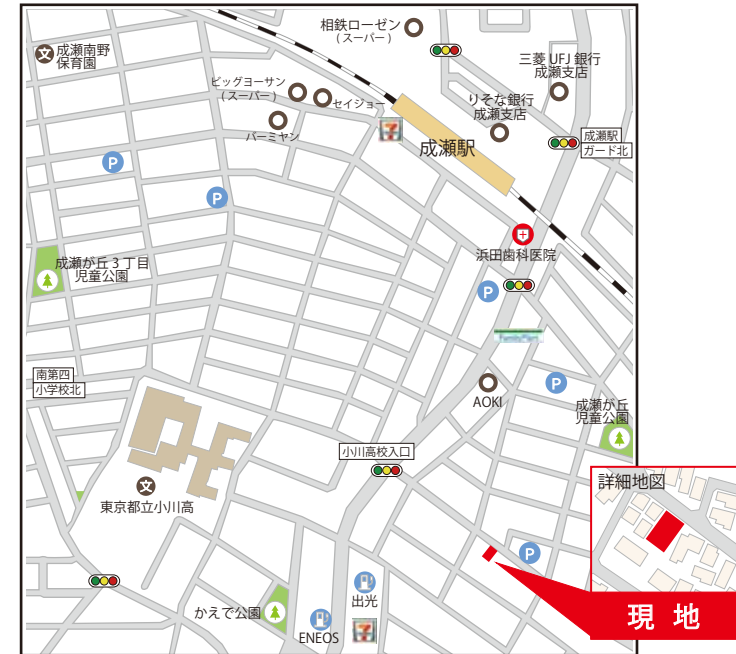 相鉄ローゼン
(スーパー)
成瀬南野
保育園
三菱 UFJ 銀行
成瀬支店
ビッグヨーサン
(スーパー)
セイジョー
りそな銀行
成瀬支店
バーミヤン
成瀬駅
成瀬駅
ガード北
P
P
浜田歯科医院
成瀬が丘 3 丁目
児童公園
P
FamilyMart
南第四
小学校北
P
AOKI
成瀬が丘
児童公園
小川高校入口
詳細地図
文
文
東京都立小川高
P
かえで公園
出光
ENEOS
7
7
現 地